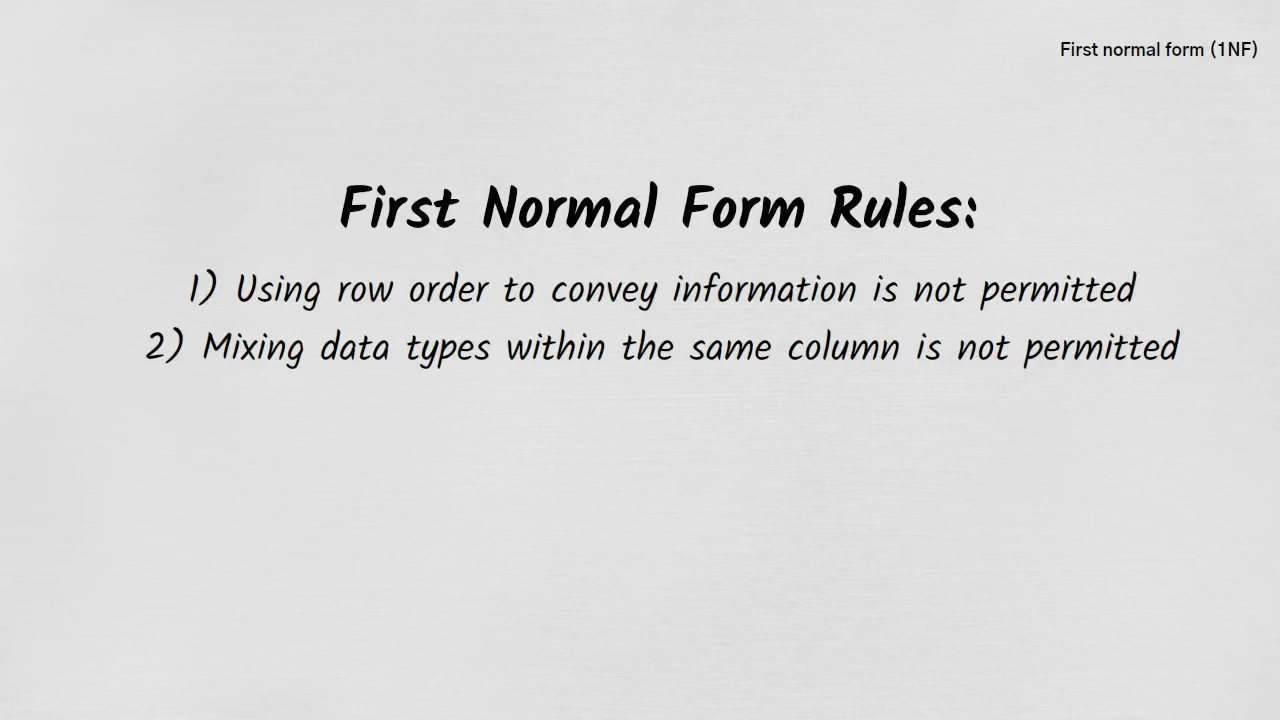 First normal form (1NF)
First Normal Form Rules:
1) Using row order to convey information is not permitted
2) Mixing data types within the same column is not permitted